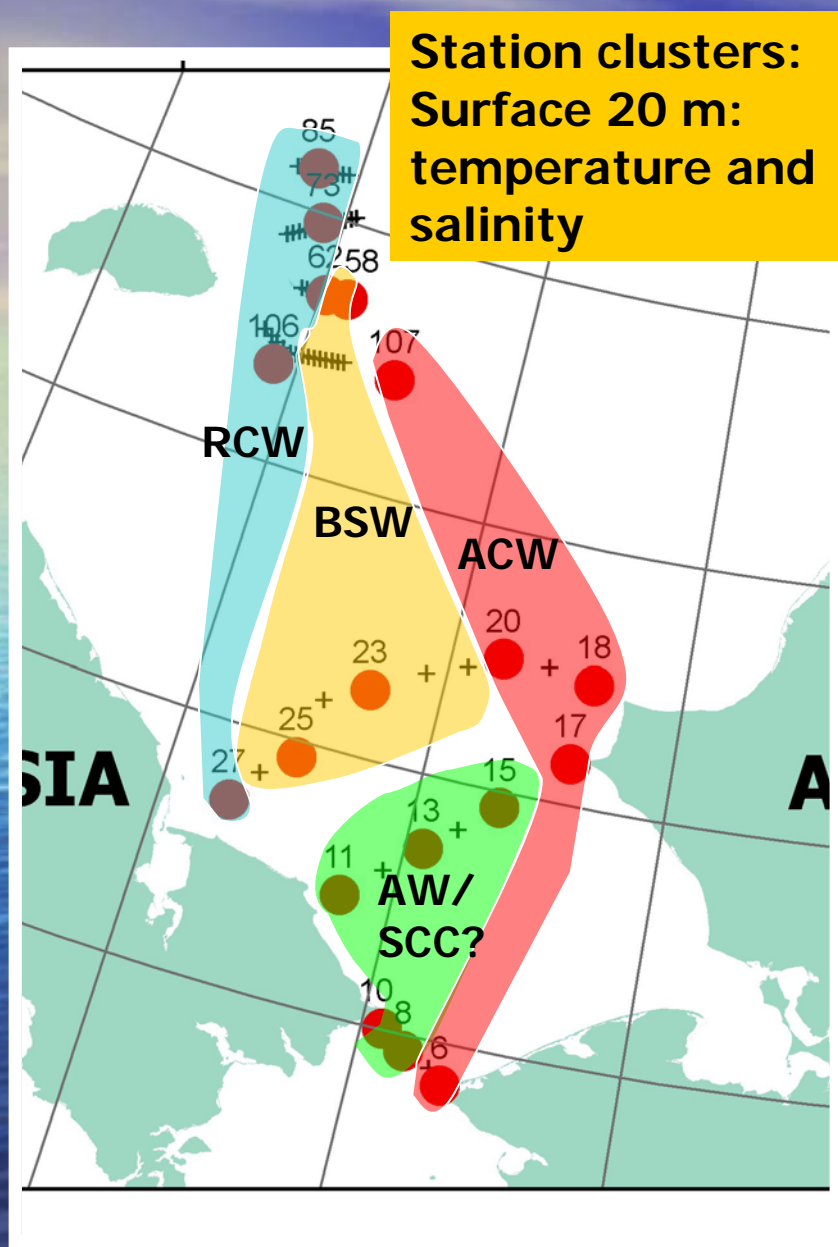 Station clusters:
Surface 20 m:
temperature and
salinity
85
73
62 58
106
107
RCW
BSW
ACW
20
18
23
17
25
27
SIA
A
15
13
11
AW/
SCC?
10
8
6